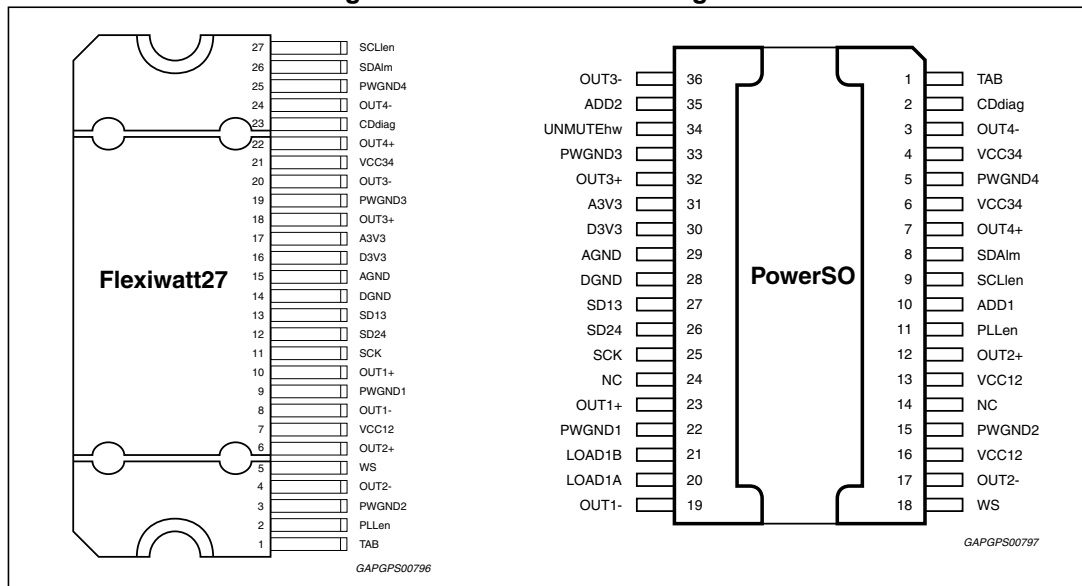 27 SCLlen
26 SDAlm
25 PWGND4
24 OUT4-
23 CDdiag
22 OUT4+
21 VCC34
20 OUT3-
19 PWGND3
18 OUT3+
17 A3V3
16 D3V3
15 AGND
14 DGND
13 SD13
12 SD24
11 SCK
10 OUT1+
9 PWGND1
8 OUT1-
7 VCC12
6 OUT2+
5 WS
4 OUT2-
3 PWGND2
2 PLLen
1 TAB
Flexiwatt27
GAPGPS00796
OUT3- 36
ADD2 35
UNMUTEhw 34
PWGND3 33
OUT3+ 32
A3V3 31
D3V3 30
AGND 29
DGND 28
SD13 27
SD24 26
SCK 25
NC 24
OUT1+ 23
PWGND1 22
LOAD1B 21
LOAD1A 20
OUT1- 19
PowerSO
1 TAB
2 CDdiag
3 OUT4-
4 VCC34
5 PWGND4
6 VCC34
7 OUT4+
8 SDAlm
9 SCLlen
10 ADD1
11 PLLen
12 OUT2+
13 VCC12
14 NC
15 PWGND2
16 VCC12
17 OUT2-
18 WS
GAPGPS00797